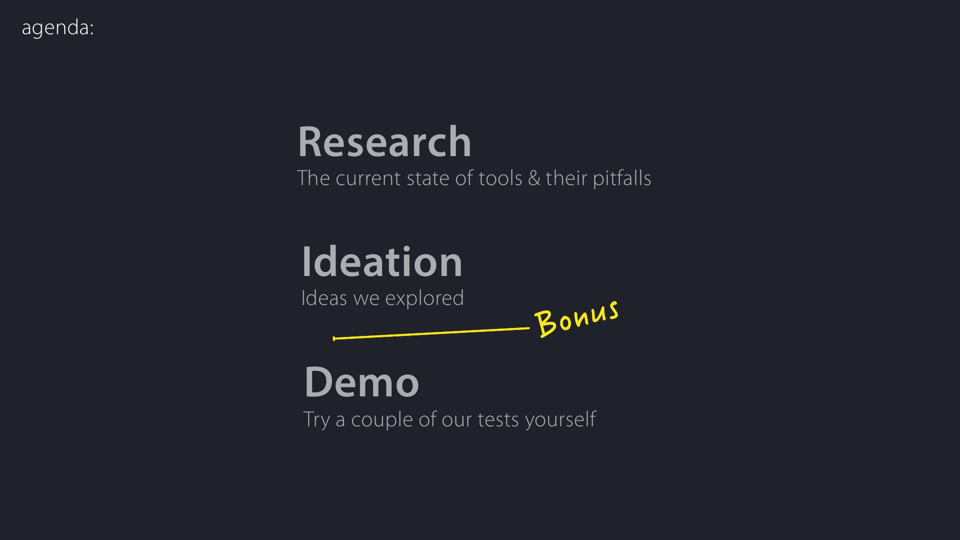 agenda:
Research
The current state of tools & their pitfalls
Ideation
Ideas we explored
Bonus
Demo
Try a couple of our tests yourself